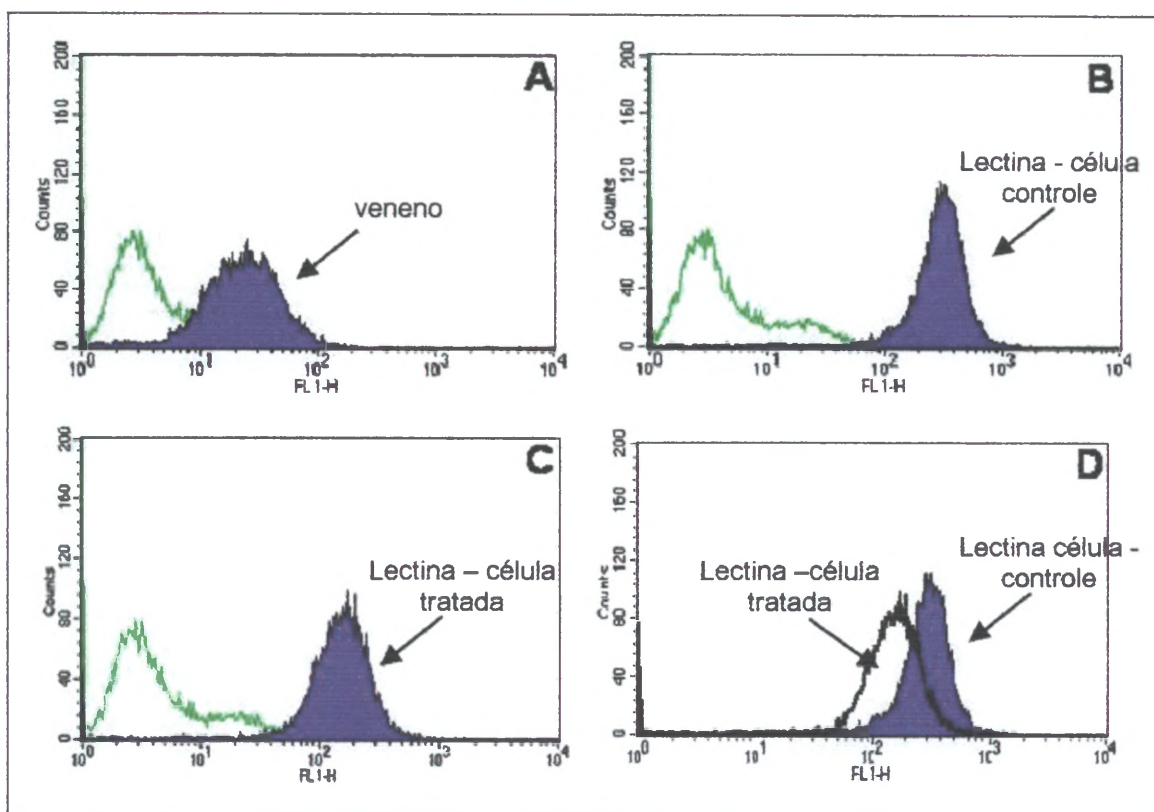 A
200
160
120
80
40
0
Counts
veneno
10^0
10^1
10^2
10^3
10^4
FL1-H
B
200
160
120
80
40
0
Counts
Lectina - célula
controle
10^0
10^1
10^2
10^3
10^4
FL1-H
C
200
160
120
80
40
0
Counts
Lectina – célula
tratada
10^0
10^1
10^2
10^3
10^4
FL1-H
D
200
160
120
80
40
0
Counts
Lectina –célula
tratada
Lectina célula -
controle
10^0
10^1
10^2
10^3
10^4
FL1-H